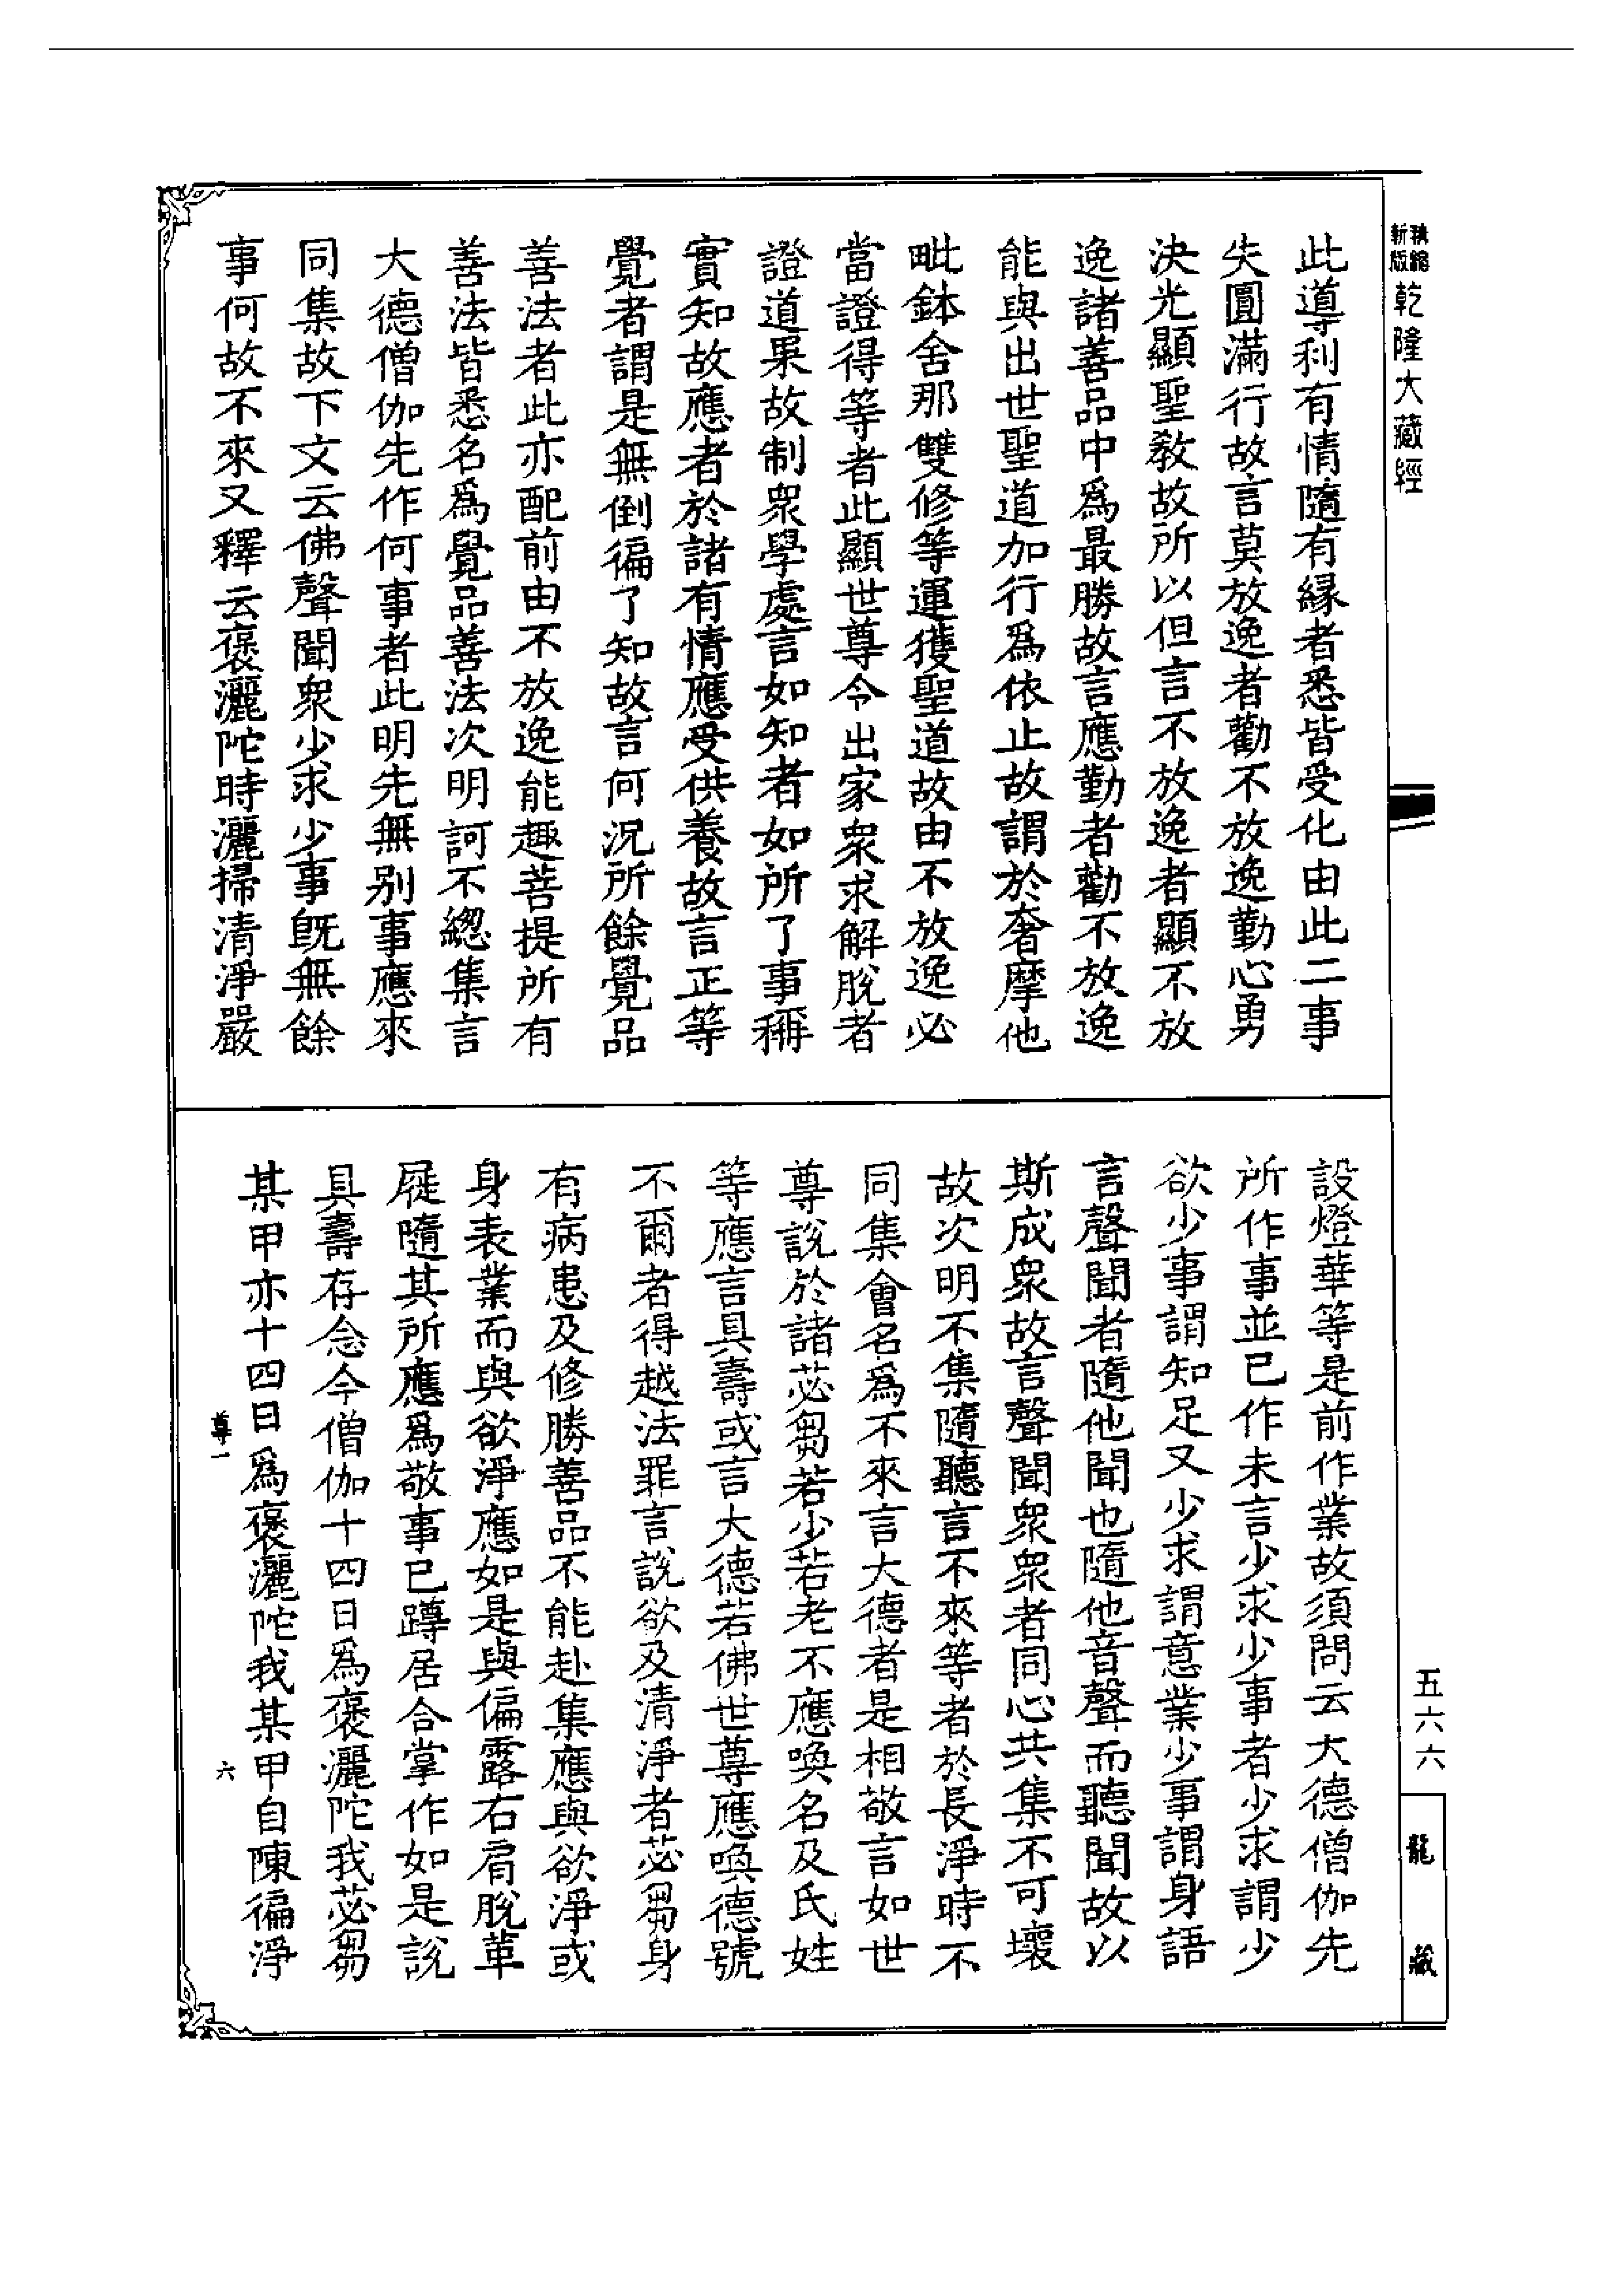 新版 乾隆大藏經
此導利有情隨有緣者悉皆受化由此二事
失圓滿行故言莫放逸者勸不放逸勤心勇
決光顯聖教故所以但言不放逸者顯不放
逸諸善品中爲最勝故言應勤者勸不放逸
能與出世聖道加行爲依止故謂於奢摩他
毗鉢舍那雙修等運獲聖道故由不放逸必
當證得等者此顯世尊今出家衆求解脫者
證道果故制衆學處言如知者如所了事稱
實知故應者於諸有情應受供養故言正等
覺者謂是無倒徧了知故言何況所餘覺品
善法者此亦配前由不放逸能趣菩提所有
善法皆悉名爲覺品善法次明訶不緫集言
大德僧伽先作何事者此明先無別事應來
同集故下文云佛聲聞衆少求少事旣無餘
事何故不來又釋云褒灑陀時灑掃清淨嚴
設燈華等是前作業故須問云大德僧伽先
所作事並已作未言少求少事者少求謂少
欲少事謂知足又少求謂意業少事謂身語
言聲聞者隨他聞也隨他音聲而聽聞故以
斯成衆故言聲聞衆衆者同心共集不可壞
故次明不集隨聽言不來等者於長淨時不
同集會名爲不來言大德者是相敬言如世
尊說於諸苾芻若少若老不應喚名及氏姓
等應言具壽或言大德若佛世尊應喚德號
不爾者得越法罪言說欲及清淨者苾芻身
有病患及修勝善品不能赴集應與欲淨或
身表業而與欲淨應如是與偏露右肩脫革
屣隨其所應爲敬事已蹲居合掌作如是說
具壽存念今僧伽十四日爲褒灑陀我苾芻
某甲亦十四日爲褒灑陀我某甲自陳徧淨
尊一 六
五六六
龍藏